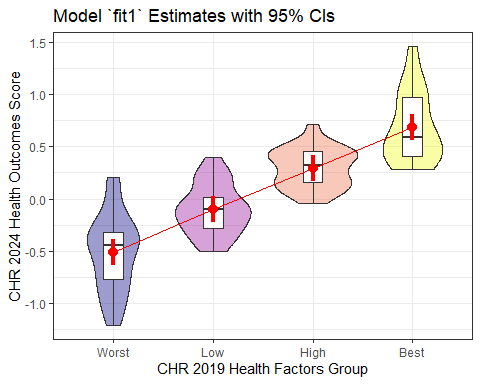 Model `fit1` Estimates with 95% CIs
CHR 2024 Health Outcomes Score
1.5
1.0
0.5
0.0
-0.5
-1.0
Worst Low High Best
CHR 2019 Health Factors Group